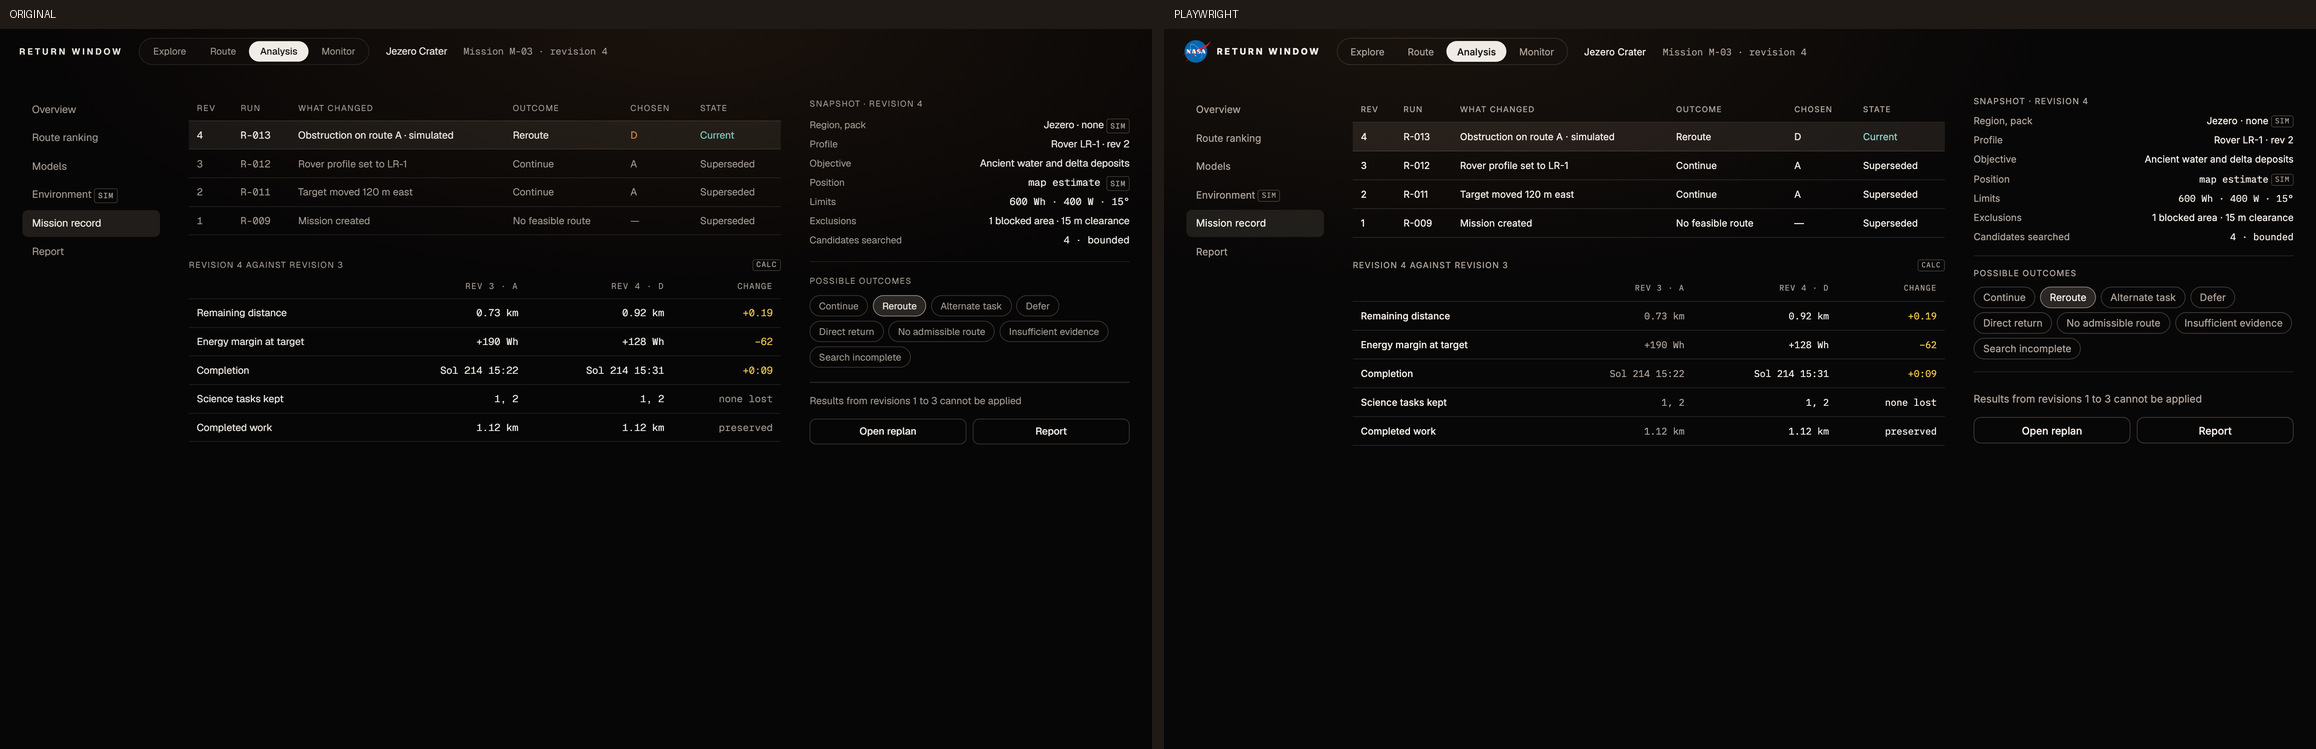 ORIGINAL
RETURN WINDOW Explore Route Analysis Monitor Jezero Crater Mission M-03 · revision 4
Overview
Route ranking
Models
Environment SIM
Mission record
Report
REV RUN WHAT CHANGED OUTCOME CHOSEN STATE
4 R-013 Obstruction on route A · simulated Reroute D Current
3 R-012 Rover profile set to LR-1 Continue A Superseded
2 R-011 Target moved 120 m east Continue A Superseded
1 R-009 Mission created No feasible route — Superseded
REVISION 4 AGAINST REVISION 3 CALC
REV 3 · A REV 4 · D CHANGE
Remaining distance 0.73 km 0.92 km +0.19
Energy margin at target +190 Wh +128 Wh −62
Completion Sol 214 15:22 Sol 214 15:31 +0:09
Science tasks kept 1, 2 1, 2 none lost
Completed work 1.12 km 1.12 km preserved
SNAPSHOT · REVISION 4
Region, pack Jezero · none SIM
Profile Rover LR-1 · rev 2
Objective Ancient water and delta deposits
Position map estimate SIM
Limits 600 Wh · 400 W · 15°
Exclusions 1 blocked area · 15 m clearance
Candidates searched 4 · bounded
POSSIBLE OUTCOMES
Continue Reroute Alternate task Defer
Direct return No admissible route Insufficient evidence
Search incomplete
Results from revisions 1 to 3 cannot be applied
Open replan Report
PLAYWRIGHT
NASA RETURN WINDOW Explore Route Analysis Monitor Jezero Crater Mission M-03 · revision 4
Overview
Route ranking
Models
Environment SIM
Mission record
Report
REV RUN WHAT CHANGED OUTCOME CHOSEN STATE
4 R-013 Obstruction on route A · simulated Reroute D Current
3 R-012 Rover profile set to LR-1 Continue A Superseded
2 R-011 Target moved 120 m east Continue A Superseded
1 R-009 Mission created No feasible route — Superseded
REVISION 4 AGAINST REVISION 3 CALC
REV 3 · A REV 4 · D CHANGE
Remaining distance 0.73 km 0.92 km +0.19
Energy margin at target +190 Wh +128 Wh −62
Completion Sol 214 15:22 Sol 214 15:31 +0:09
Science tasks kept 1, 2 1, 2 none lost
Completed work 1.12 km 1.12 km preserved
SNAPSHOT · REVISION 4
Region, pack Jezero · none SIM
Profile Rover LR-1 · rev 2
Objective Ancient water and delta deposits
Position map estimate SIM
Limits 600 Wh · 400 W · 15°
Exclusions 1 blocked area · 15 m clearance
Candidates searched 4 · bounded
POSSIBLE OUTCOMES
Continue Reroute Alternate task Defer
Direct return No admissible route Insufficient evidence
Search incomplete
Results from revisions 1 to 3 cannot be applied
Open replan Report